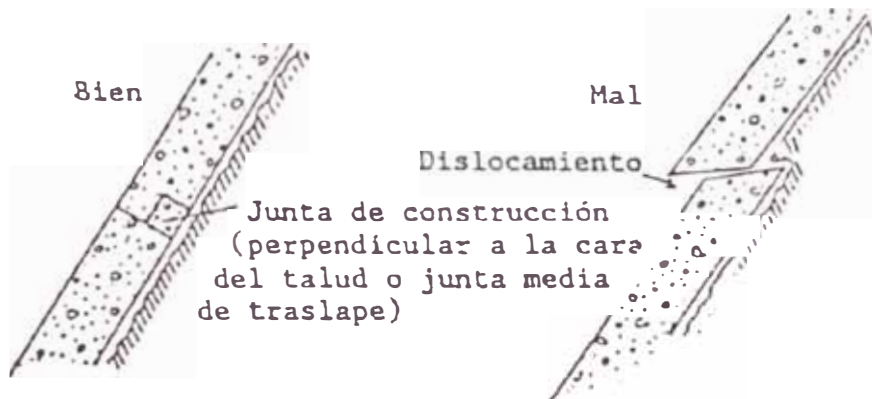 Bien
Mal
Dislocamiento
Junta de construcción
(perpendicular a la cara
del talud o junta media
de traslape)